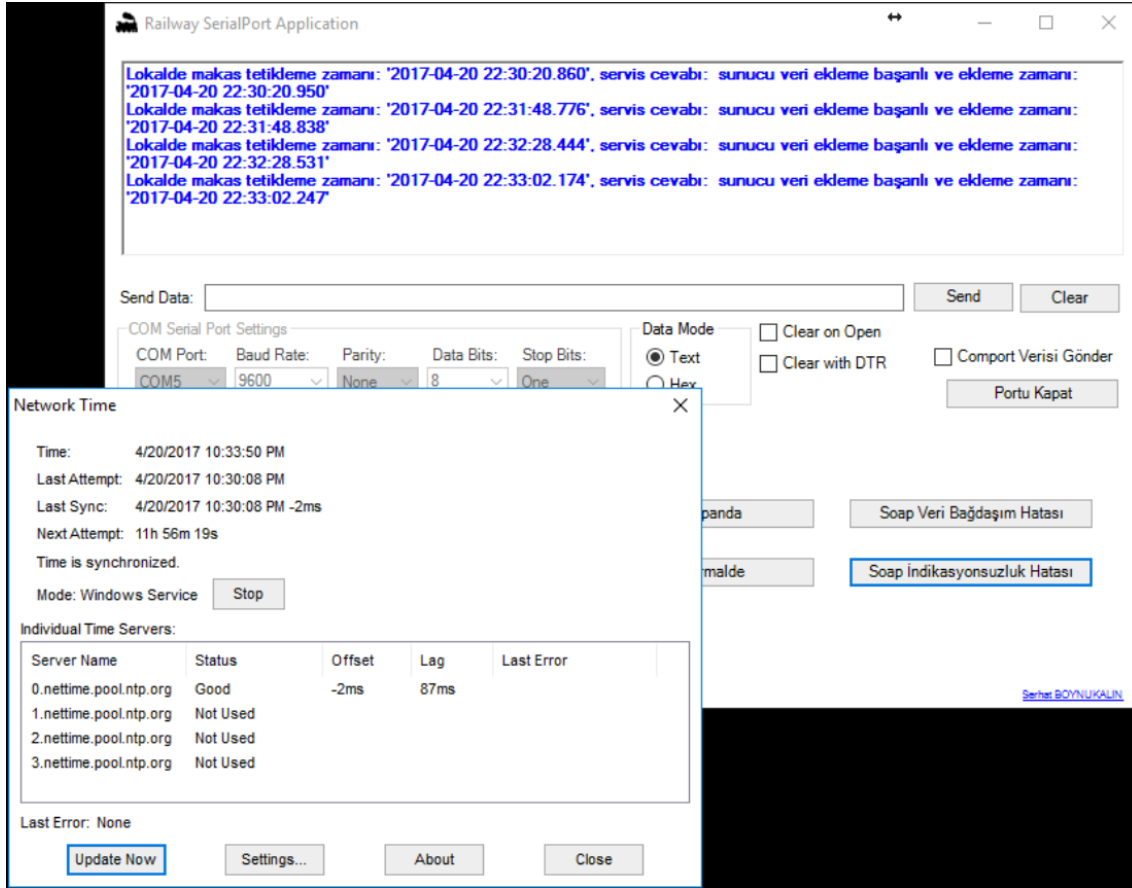 Railway SerialPort Application
Lokalde makas tetikleme zamanı: '2017-04-20 22:30:20.860', servis cevabı:  sunucu veri ekleme başarılı ve ekleme zamanı:
'2017-04-20 22:30:20.950'
Lokalde makas tetikleme zamanı: '2017-04-20 22:31:48.776', servis cevabı:  sunucu veri ekleme başarılı ve ekleme zamanı:
'2017-04-20 22:31:48.838'
Lokalde makas tetikleme zamanı: '2017-04-20 22:32:28.444', servis cevabı:  sunucu veri ekleme başarılı ve ekleme zamanı:
'2017-04-20 22:32:28.531'
Lokalde makas tetikleme zamanı: '2017-04-20 22:33:02.174', servis cevabı:  sunucu veri ekleme başarılı ve ekleme zamanı:
'2017-04-20 22:33:02.247'
Send Data: Send Clear
COM Serial Port Settings Data Mode
Clear on Open
COM Port: Baud Rate: Parity: Data Bits: Stop Bits: Text
Clear with DTR Comport Verisi Gönder
COM5 9600 None 8 One Hex
Portu Kapat
panda Soap Veri Bağdaşım Hatası
rmalde Soap İndikasyonsuzluk Hatası
Serhat BOYNUKALIN
Network Time
Time: 4/20/2017 10:33:50 PM
Last Attempt: 4/20/2017 10:30:08 PM
Last Sync: 4/20/2017 10:30:08 PM -2ms
Next Attempt: 11h 56m 19s
Time is synchronized.
Mode: Windows Service Stop
Individual Time Servers:
Server Name Status Offset Lag Last Error
0.nettime.pool.ntp.org Good -2ms 87ms
1.nettime.pool.ntp.org Not Used
2.nettime.pool.ntp.org Not Used
3.nettime.pool.ntp.org Not Used
Last Error: None
Update Now Settings... About Close